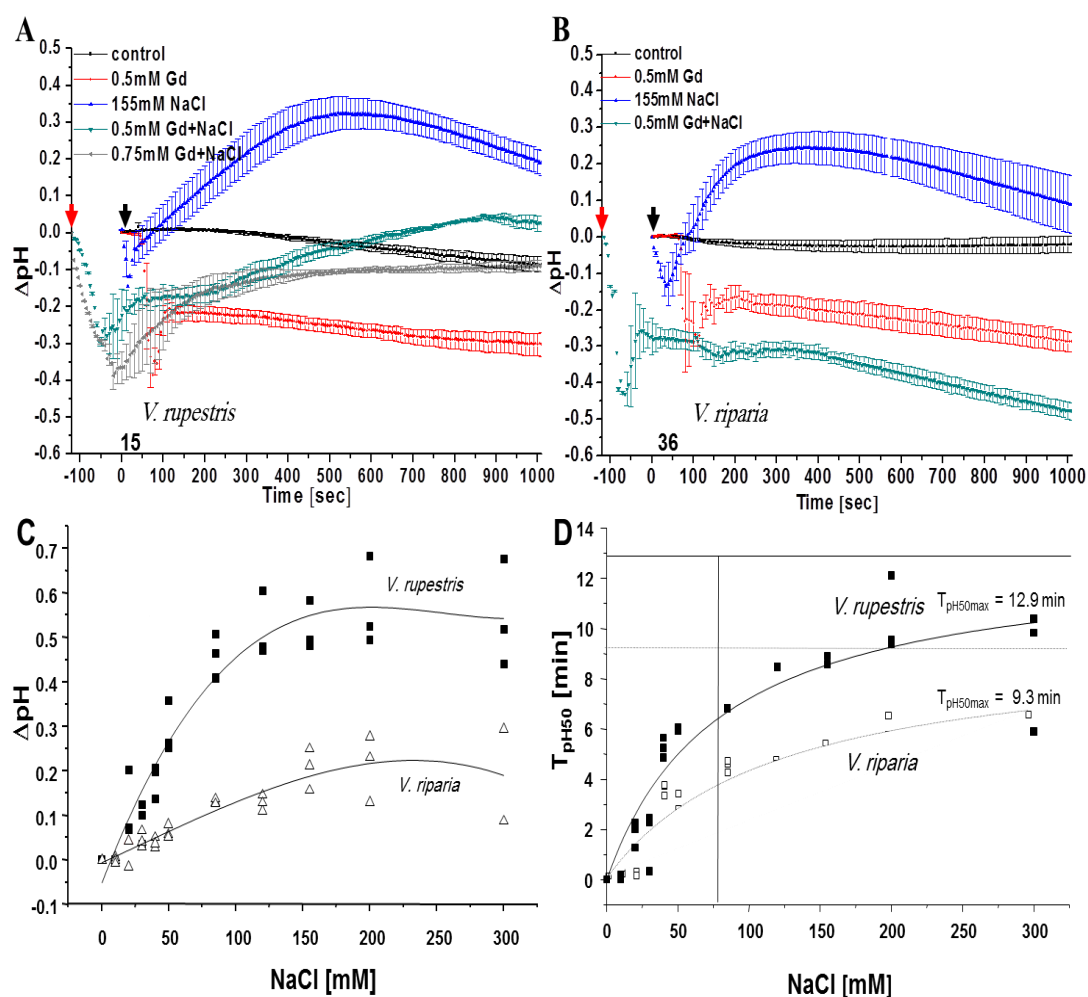 A
control
0.5mM Gd
155mM NaCl
0.5mM Gd+NaCl
0.75mM Gd+NaCl
0.5
0.4
0.3
0.2
0.1
0.0
-0.1
-0.2
-0.3
-0.4
-0.5
-0.6
ΔpH
V. rupestris
15
-100 0 100 200 300 400 500 600 700 800 900 1000
Time [sec]
B
control
0.5mM Gd
155mM NaCl
0.5mM Gd+NaCl
0.5
0.4
0.3
0.2
0.1
0.0
-0.1
-0.2
-0.3
-0.4
-0.5
-0.6
ΔpH
V. riparia
36
-100 0 100 200 300 400 500 600 700 800 900 1000
Time [sec]
C
0.7
0.6
0.5
0.4
0.3
0.2
0.1
0.0
-0.1
ΔpH
V. rupestris
V. riparia
0 50 100 150 200 250 300
NaCl [mM]
D
14
12
10
8
6
4
2
0
TpH50 [min]
V. rupestris
TpH50max = 12.9 min
TpH50max = 9.3 min
V. riparia
0 50 100 150 200 250 300
NaCl [mM]